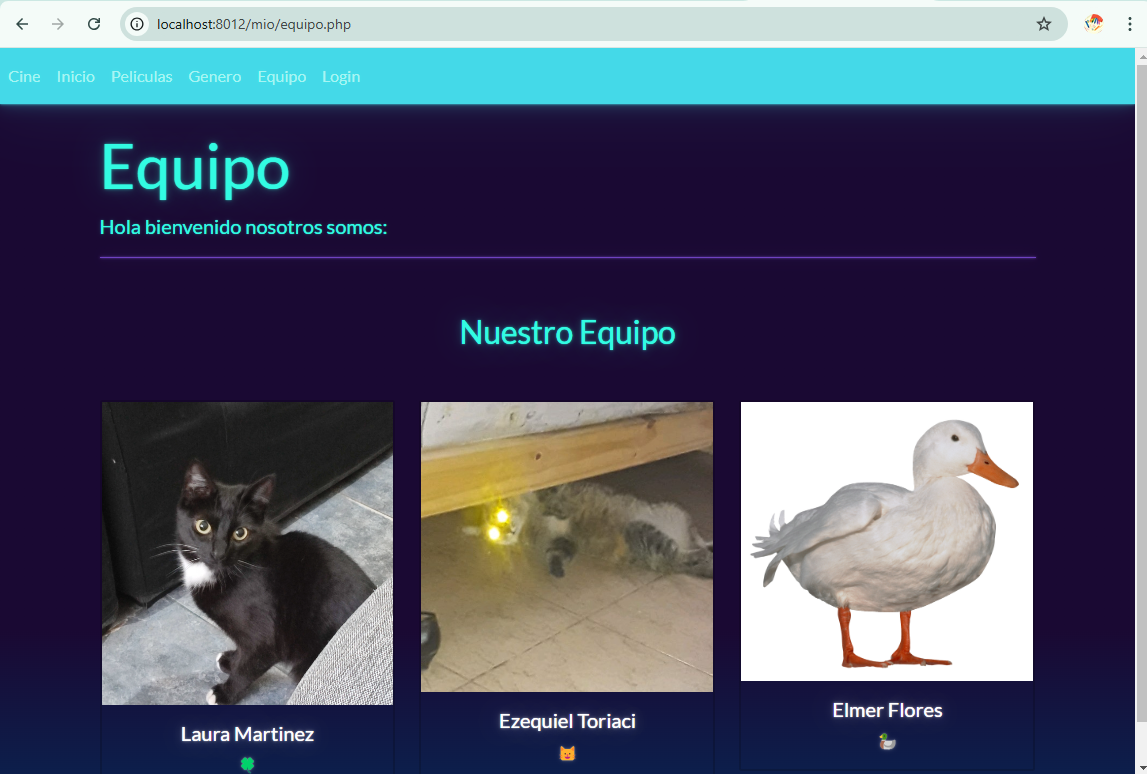 localhost:8012/mio/equipo.php
Cine Inicio Peliculas Genero Equipo Login
Equipo
Hola bienvenido nosotros somos:
Nuestro Equipo
Laura Martinez
Ezequiel Toriaci
Elmer Flores